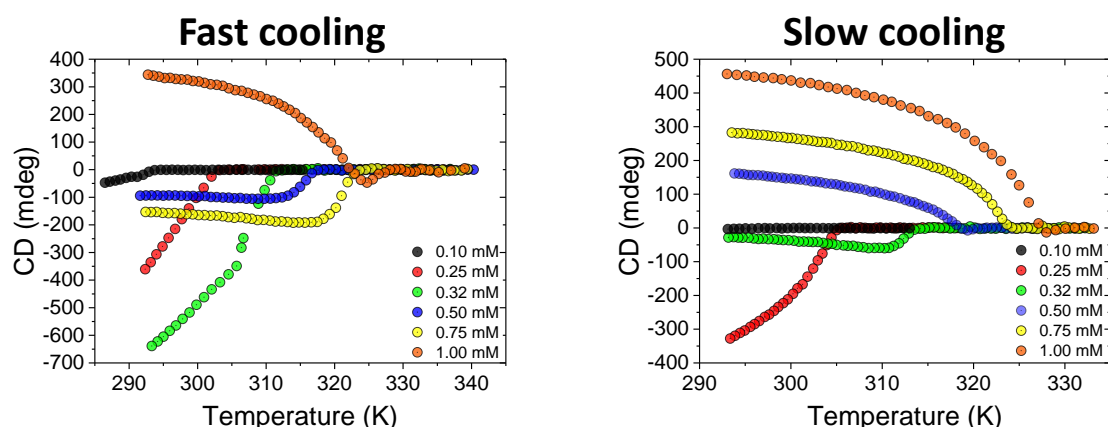 Fast cooling
400
300
200
100
0
-100
-200
-300
-400
-500
-600
-700
CD (mdeg)
0.10 mM
0.25 mM
0.32 mM
0.50 mM
0.75 mM
1.00 mM
290 300 310 320 330 340
Temperature (K)
Slow cooling
500
400
300
200
100
0
-100
-200
-300
-400
CD (mdeg)
0.10 mM
0.25 mM
0.32 mM
0.50 mM
0.75 mM
1.00 mM
290 300 310 320 330
Temperature (K)